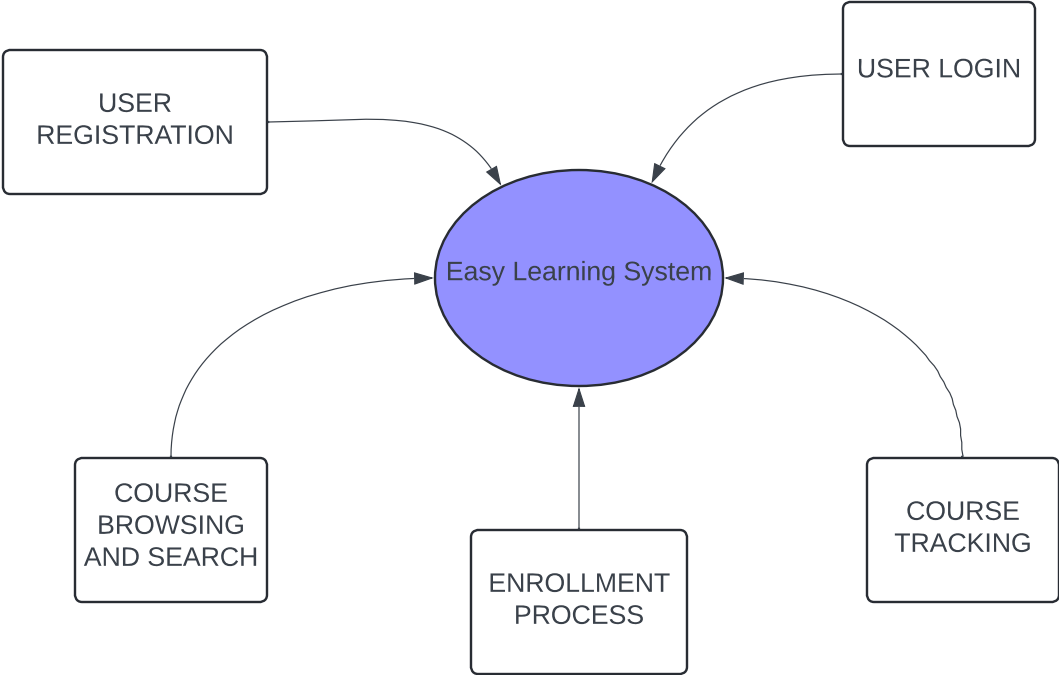 USER LOGIN
USER
REGISTRATION
Easy Learning System
COURSE
BROWSING
AND SEARCH
ENROLLMENT
PROCESS
COURSE
TRACKING